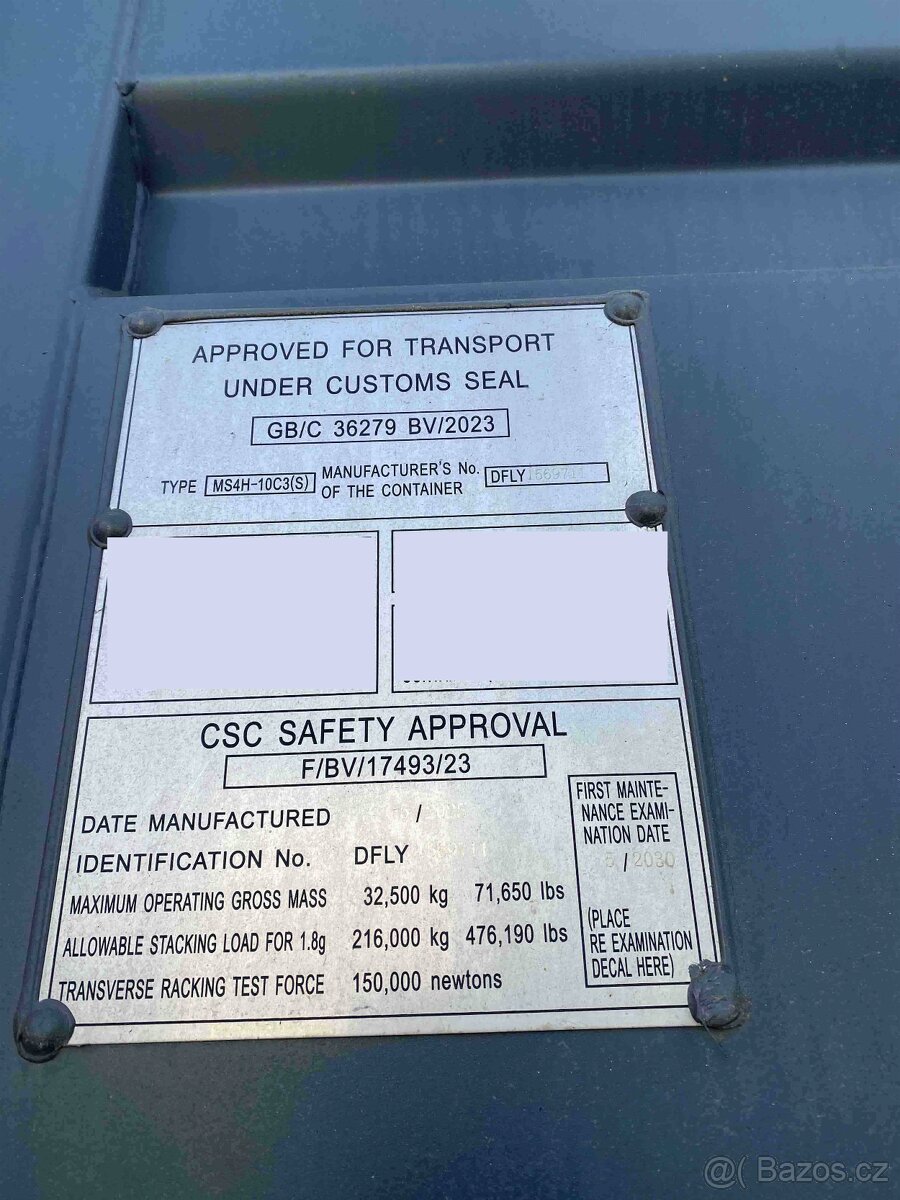 APPROVED FOR TRANSPORT
UNDER CUSTOMS SEAL
GB/C 36279 BV/2023
TYPE MS4H-10C3(S) MANUFACTURER'S No.
OF THE CONTAINER DFLY
CSC SAFETY APPROVAL
F/BV/17493/23
DATE MANUFACTURED /
IDENTIFICATION No. DFLY
MAXIMUM OPERATING GROSS MASS 32,500 kg 71,650 lbs
ALLOWABLE STACKING LOAD FOR 1.8g 216,000 kg 476,190 lbs
TRANSVERSE RACKING TEST FORCE 150,000 newtons
FIRST MAINTE-
NANCE EXAMI-
NATION DATE
/2030
(PLACE
RE EXAMINATION
DECAL HERE)
@( Bazos.cz